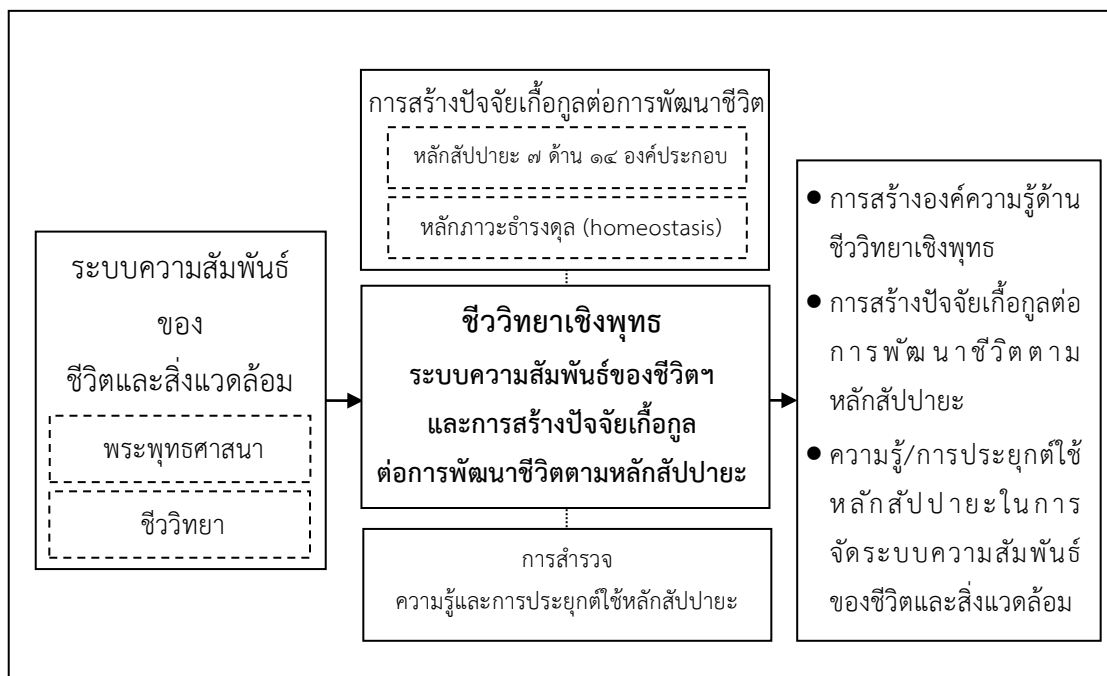 การสร้างปัจจัยเกื้อกูลต่อการพัฒนาชีวิต
หลักสัปปายะ ๗ ด้าน ๑๔ องค์ประกอบ
หลักภาวะธำรงดุล (homeostasis)
ระบบความสัมพันธ์
ของ
ชีวิตและสิ่งแวดล้อม
พระพุทธศาสนา
ชีววิทยา
ชีววิทยาเชิงพุทธ
ระบบความสัมพันธ์ของชีวิตฯ
และการสร้างปัจจัยเกื้อกูล
ต่อการพัฒนาชีวิตตามหลักสัปปายะ
การสำรวจ
ความรู้และการประยุกต์ใช้หลักสัปปายะ
● การสร้างองค์ความรู้ด้าน
ชีววิทยาเชิงพุทธ
● การสร้างปัจจัยเกื้อกูลต่อ
การพัฒนาชีวิตตาม
หลักสัปปายะ
● ความรู้/การประยุกต์ใช้
หลักสัปปายะในการ
จัดระบบความสัมพันธ์
ของชีวิตและสิ่งแวดล้อม